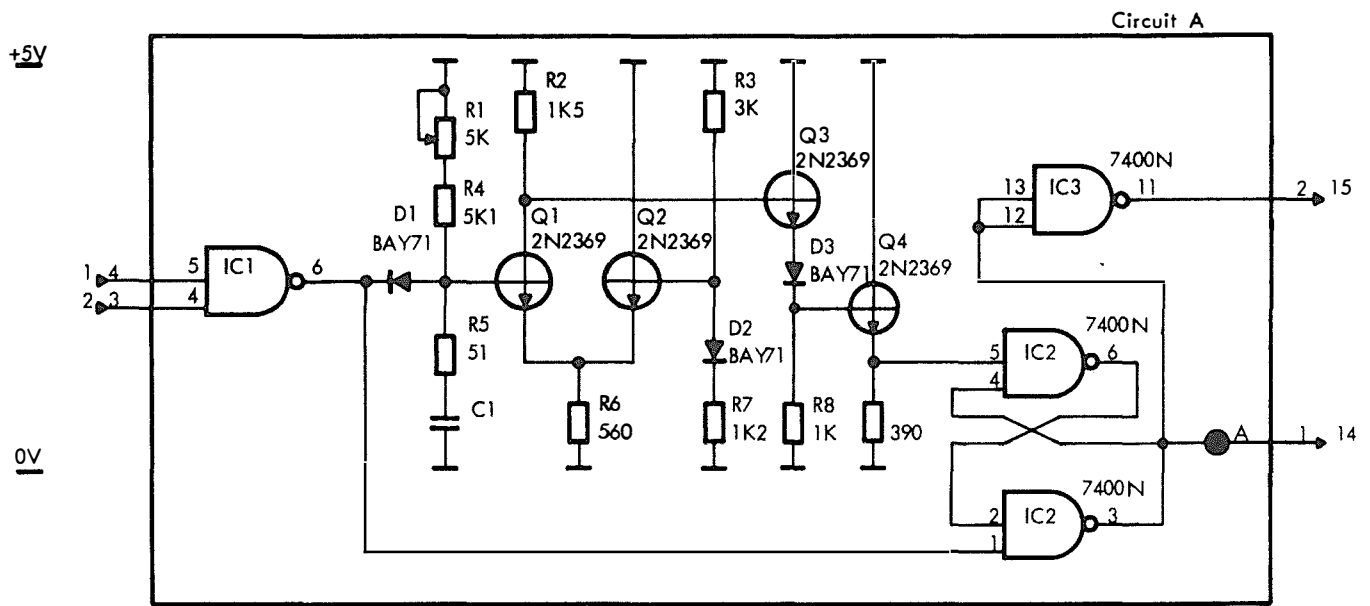 Circuit A
+5V
R2
1K5
R3
3K
R1
5K
Q3
2N2369
7400N
R4
5K1
13
12
IC3
11
2
15
D1
BAY71
Q1
2N2369
Q2
2N2369
D3
BAY71
Q4
2N2369
1
4
2
3
5
4
IC1
6
R5
51
D2
BAY71
7400N
5
4
IC2
6
C1
R6
560
R7
1K2
R8
1K
390
A
1
14
0V
7400N
2
1
IC2
3